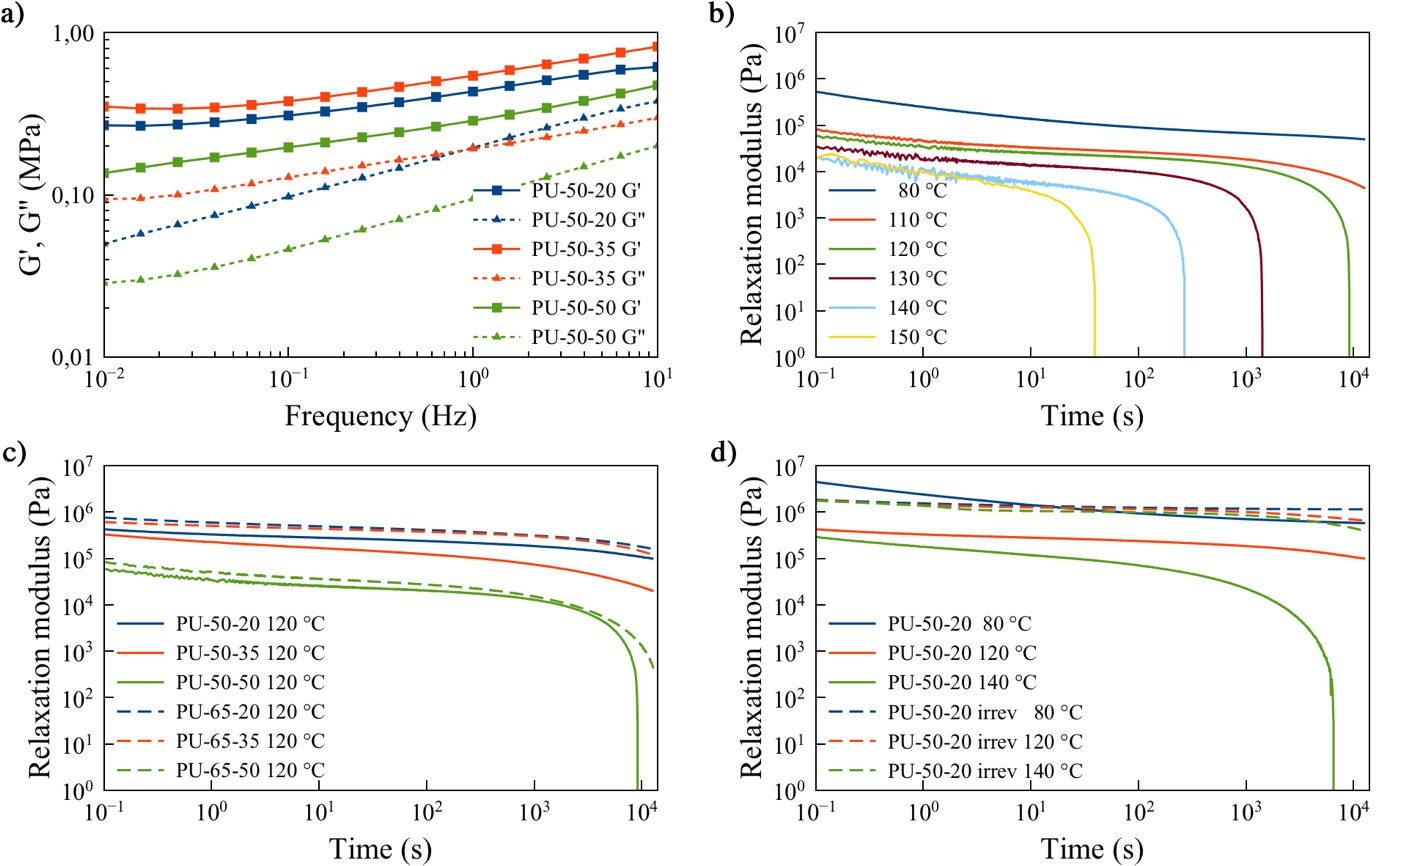 a)
1,00
0,10
0,01
G', G" (MPa)
10⁻² 10⁻¹ 10⁰ 10¹
Frequency (Hz)
PU-50-20 G'
PU-50-20 G"
PU-50-35 G'
PU-50-35 G"
PU-50-50 G'
PU-50-50 G"
b)
10⁷
10⁶
10⁵
10⁴
10³
10²
10¹
10⁰
Relaxation modulus (Pa)
10⁻¹ 10⁰ 10¹ 10² 10³ 10⁴
Time (s)
80 °C
110 °C
120 °C
130 °C
140 °C
150 °C
c)
10⁷
10⁶
10⁵
10⁴
10³
10²
10¹
10⁰
Relaxation modulus (Pa)
10⁻¹ 10⁰ 10¹ 10² 10³ 10⁴
Time (s)
PU-50-20 120 °C
PU-50-35 120 °C
PU-50-50 120 °C
PU-65-20 120 °C
PU-65-35 120 °C
PU-65-50 120 °C
d)
10⁷
10⁶
10⁵
10⁴
10³
10²
10¹
10⁰
Relaxation modulus (Pa)
10⁻¹ 10⁰ 10¹ 10² 10³ 10⁴
Time (s)
PU-50-20 80 °C
PU-50-20 120 °C
PU-50-20 140 °C
PU-50-20 irrev 80 °C
PU-50-20 irrev 120 °C
PU-50-20 irrev 140 °C